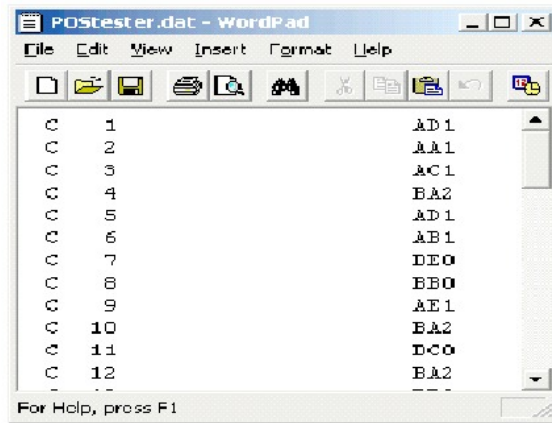 POStester.dat - WordPad
File Edit View Insert Format Help
C 1 AD1
C 2 AA1
C 3 AC1
C 4 BA2
C 5 AD1
C 6 AB1
C 7 DE0
C 8 BB0
C 9 AE1
C 10 BA2
C 11 DC0
C 12 BA2
For Help, press F1